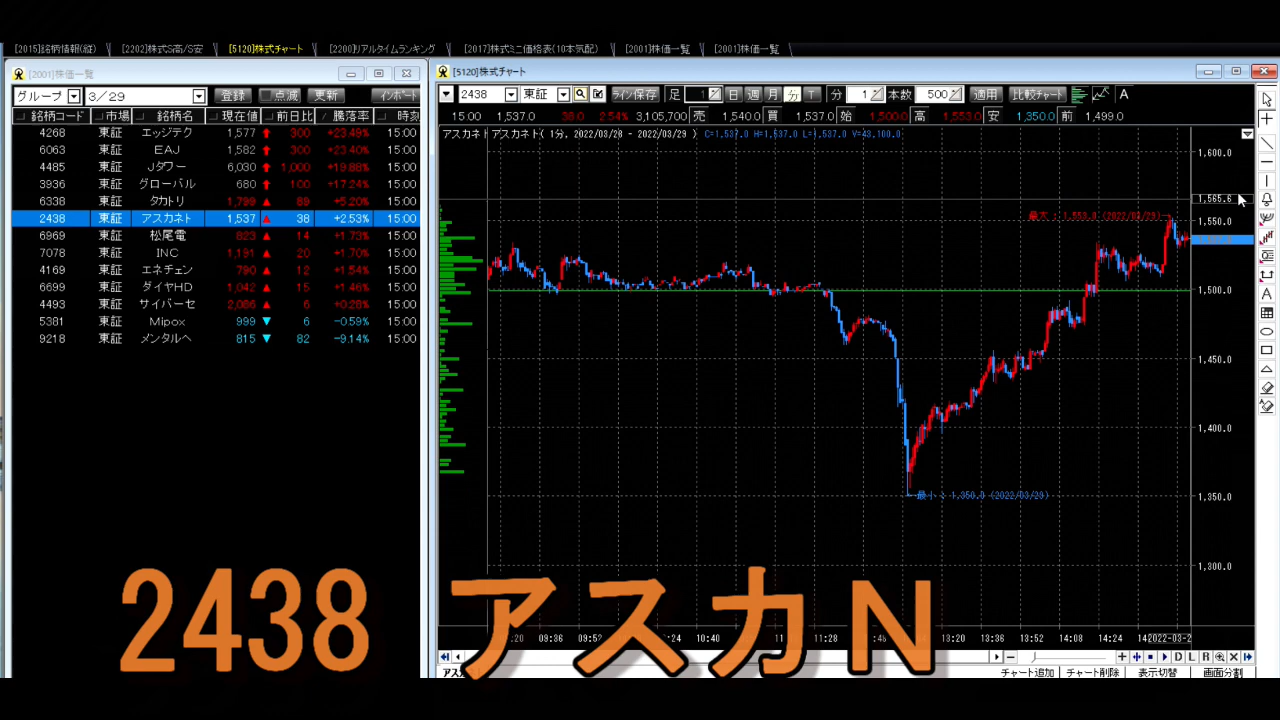 [2015]銘柄情報(縦) [2202]株式S高/S安 [5120]株式チャート [2200]リアルタイムランキング [2017]株式ミニ価格表(10本気配) [2001]株価一覧 [2001]株価一覧
[2001]株価一覧
グループ 3/29 登録 点滅 更新 インポート
銘柄コード 市場 銘柄名 現在値 前日比 騰落率 時刻
4268 東証 エッジテク 1,577 300 +23.49% 15:00
6063 東証 EAJ 1,582 300 +23.40% 15:00
4485 東証 Jタワー 6,030 1,000 +19.88% 15:00
3936 東証 グローバル 680 100 +17.24% 15:00
6338 東証 タカトリ 1,799 89 +5.20% 15:00
2438 東証 アスカネト 1,537 38 +2.53% 15:00
6969 東証 松尾電 823 14 +1.73% 15:00
7078 東証 INC 1,191 20 +1.70% 15:00
4169 東証 エネチェン 790 12 +1.54% 15:00
6699 東証 ダイヤHD 1,042 15 +1.46% 15:00
4493 東証 サイバーセ 2,086 6 +0.28% 15:00
5381 東証 Mipox 999 6 -0.59% 15:00
9218 東証 メンタルヘ 815 82 -9.14% 15:00
[5120]株式チャート
2438 東証 ライン保存 足 1 日 週 月 分 T 分 1 本数 500 適用 比較チャート A
15:00 1,537.0 38.0 2.54% 3,105,700 売 1,540.0 買 1,537.0 始 1,500.0 高 1,553.0 安 1,350.0 前 1,499.0
アスカネト アスカネト( 1分, 2022/03/28 - 2022/03/29 ) C=1,537.0 H=1,537.0 L=1,537.0 V=43,100.0
1,600.0
1,565.6
最大 : 1,553.0 (2022/03/29)
1,550.0
1,500.0
1,450.0
1,400.0
1,350.0
最小 : 1,350.0 (2022/03/29)
1,300.0
09:36 10:40 11:28 13:20 13:36 13:52 14:08 14:24
2438 アスカN
D L R
チャート追加 チャート削除 表示切替 画面分割